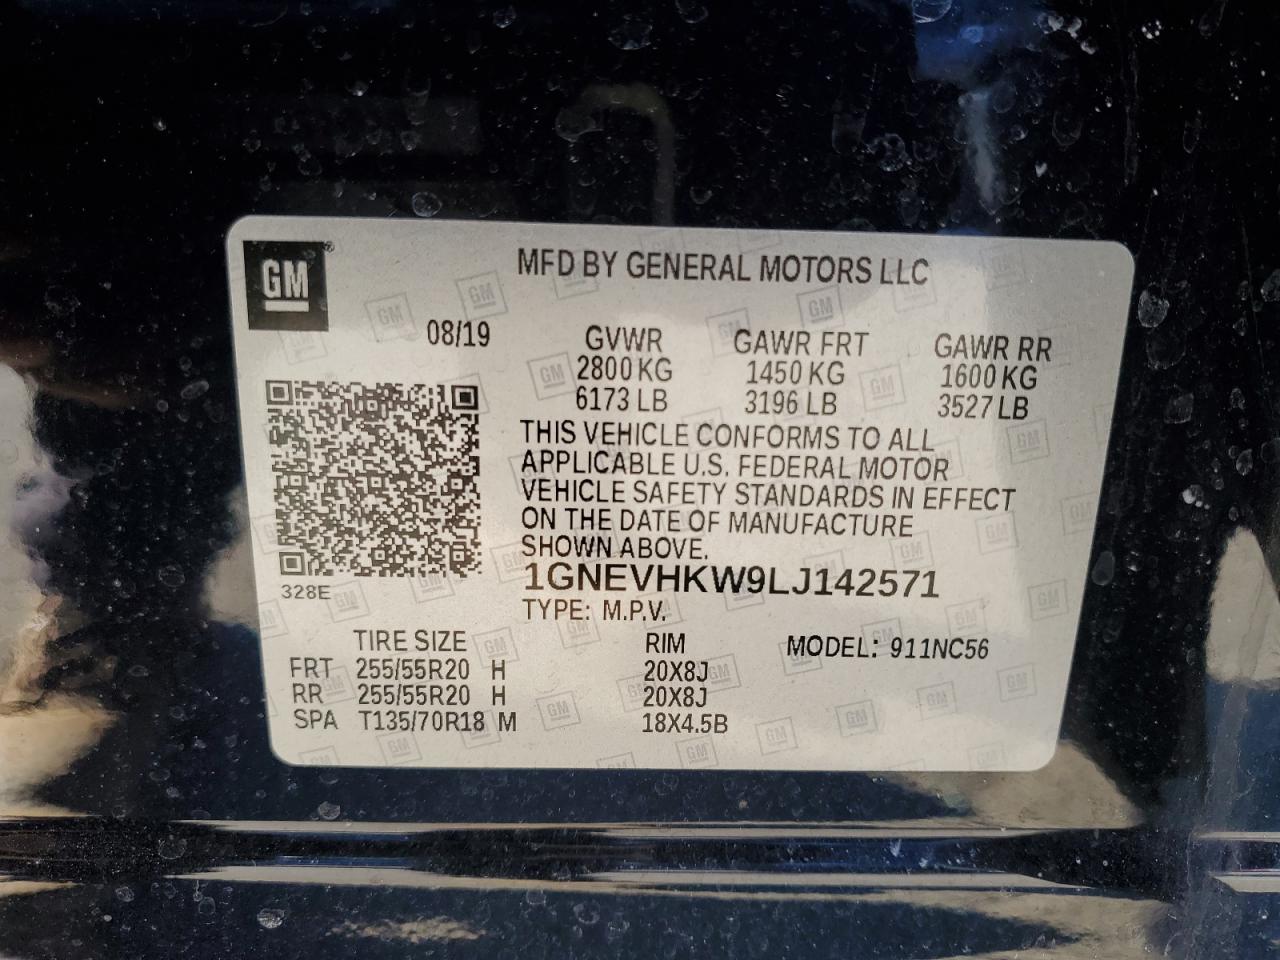 GM
MFD BY GENERAL MOTORS LLC
08/19 GVWR GAWR FRT GAWR RR
2800 KG 1450 KG 1600 KG
6173 LB 3196 LB 3527 LB
THIS VEHICLE CONFORMS TO ALL
APPLICABLE U.S. FEDERAL MOTOR
VEHICLE SAFETY STANDARDS IN EFFECT
ON THE DATE OF MANUFACTURE
SHOWN ABOVE.
328E
1GNEVHKW9LJ142571
TYPE: M.P.V.
TIRE SIZE RIM MODEL: 911NC56
FRT 255/55R20 H 20X8J
RR 255/55R20 H 20X8J
SPA T135/70R18 M 18X4.5B